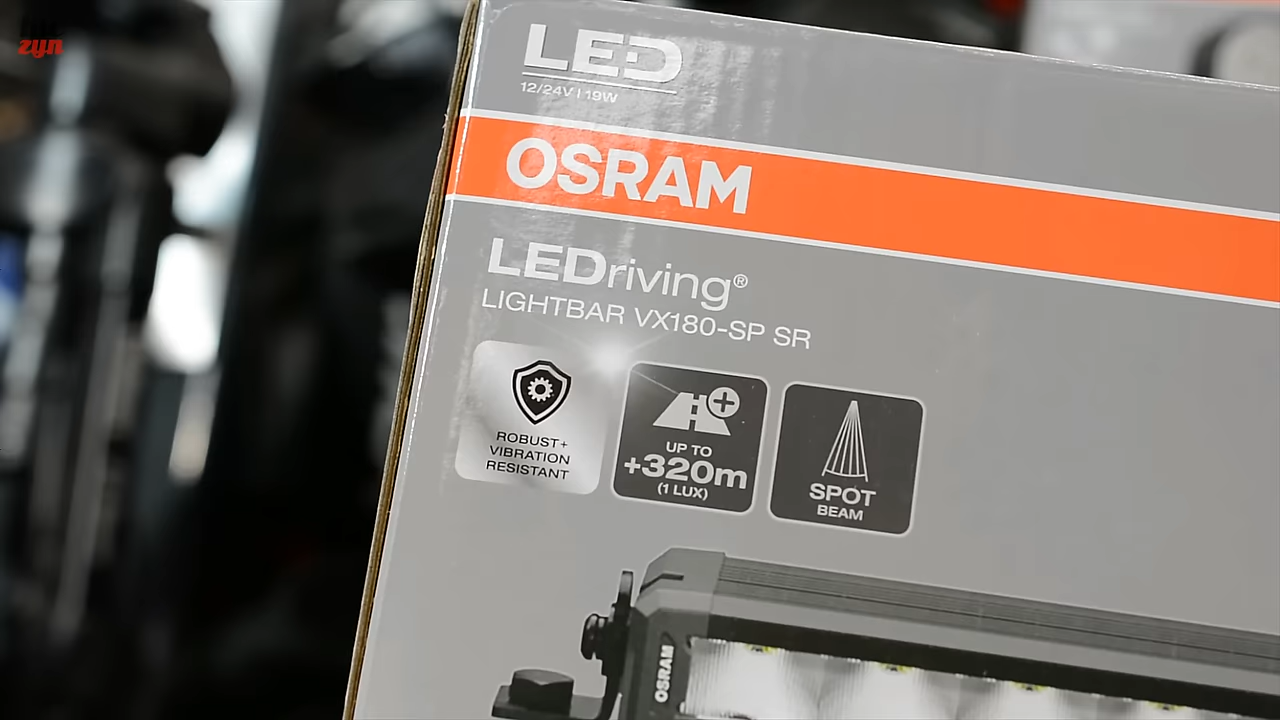 zyn
LED
12/24V | 19W
OSRAM
LEDriving®
LIGHTBAR VX180-SP SR
ROBUST+
VIBRATION
RESISTANT
UP TO
+320m
(1 LUX)
SPOT
BEAM
OSRAM